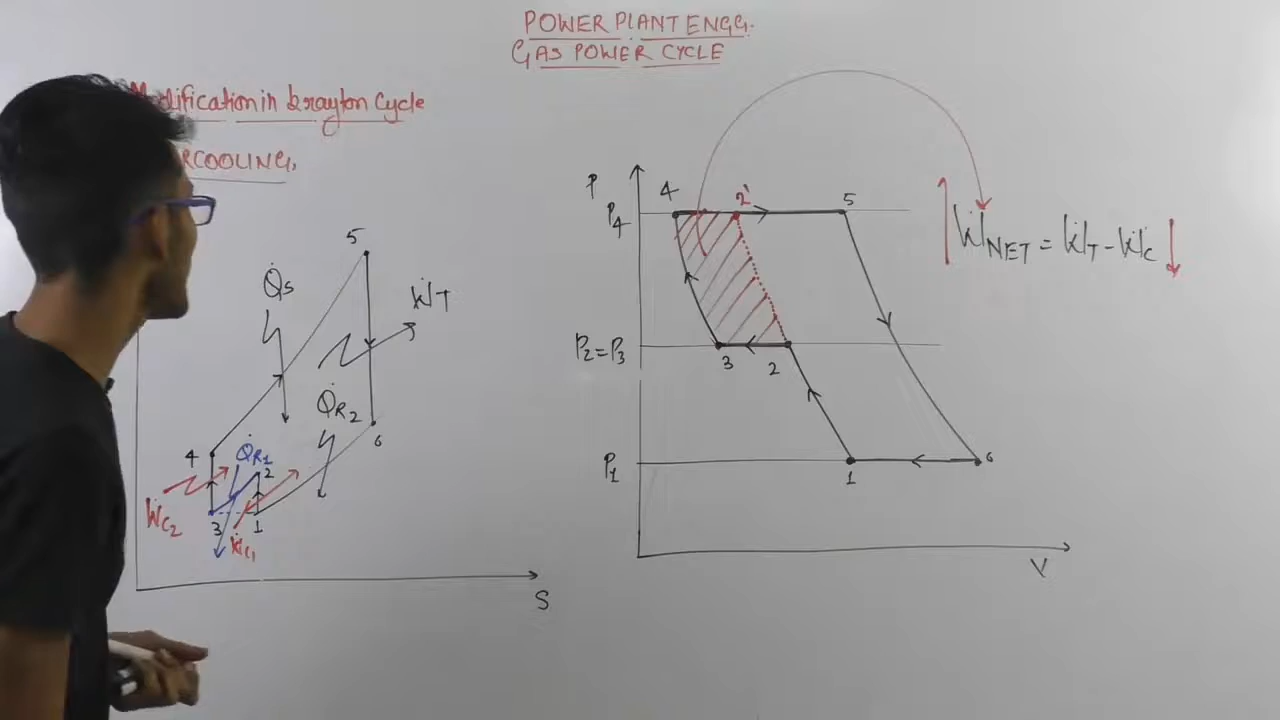 POWER PLANT ENGG.
GAS POWER CYCLE
Modification in brayton Cycle
RCOOLING.
5
Q̇s
ẆT
Q̇R2
6
4
Q̇R1
2
ẆC2
3
1
ẆC1
S
P
4
2'
5
P4
ẆNET = ẆT - ẆC
P2=P3
3
2
P1
1
6
V